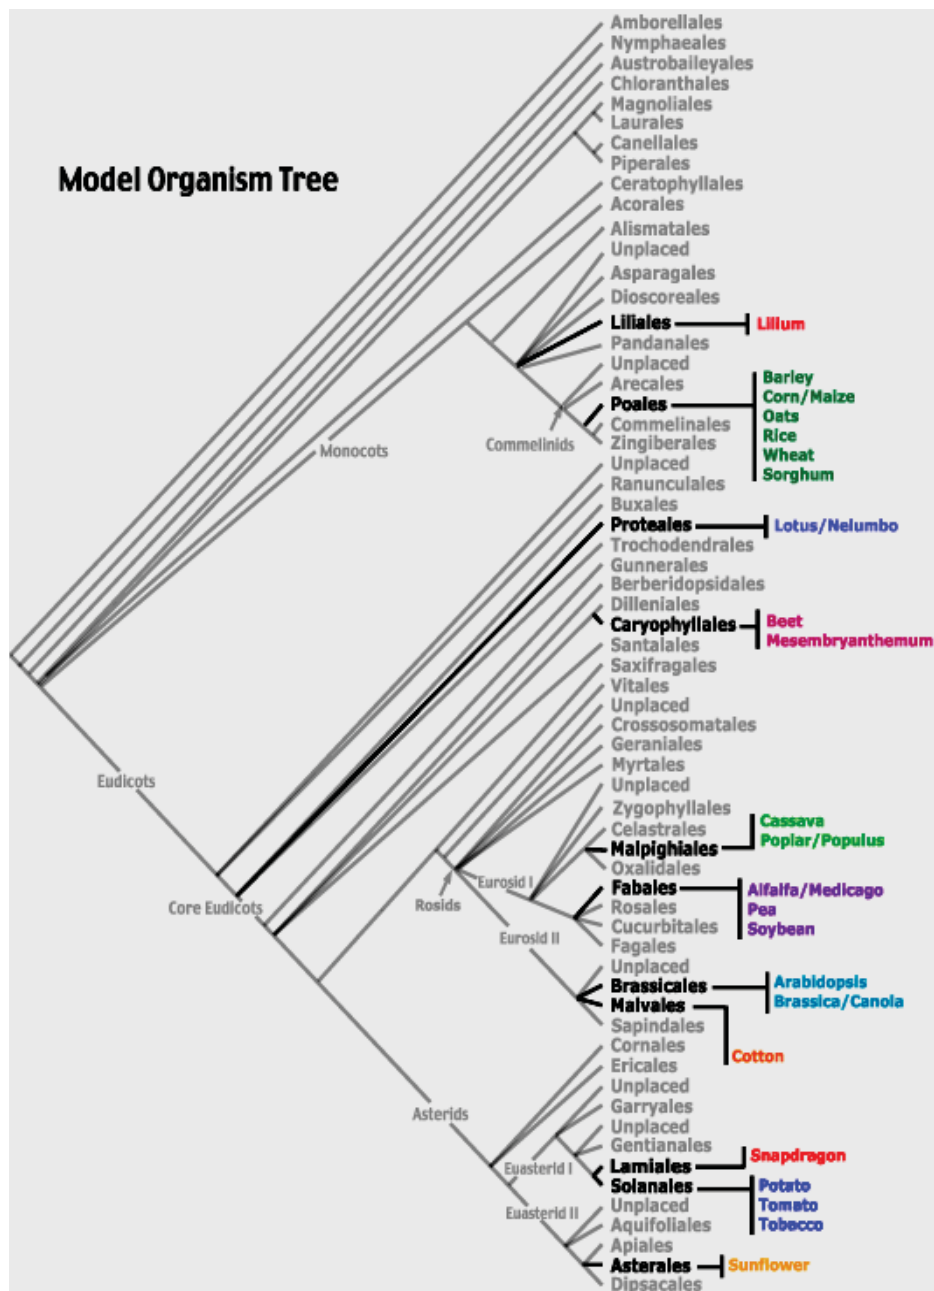 Model Organism Tree
Amborellales
Nymphaeales
Austrobaileyales
Chloranthales
Magnoliales
Laurales
Canellales
Piperales
Ceratophyllales
Acorales
Alismatales
Unplaced
Asparagales
Dioscoreales
Liliales
Lilium
Pandanales
Unplaced
Arecales
Poales
Barley
Corn/Maize
Oats
Rice
Wheat
Sorghum
Commelinales
Zingiberales
Commelinids
Monocots
Unplaced
Ranunculales
Buxales
Proteales
Lotus/Nelumbo
Trochodendrales
Gunnerales
Berberidopsidales
Dilleniales
Caryophyllales
Beet
Mesembryanthemum
Santalales
Saxifragales
Vitales
Unplaced
Crossosomatales
Geraniales
Myrtales
Unplaced
Zygophyllales
Celastrales
Malpighiales
Cassava
Poplar/Populus
Oxalidales
Eudicots
Core Eudicots
Rosids
Eurosid I
Fabales
Alfalfa/Medicago
Pea
Soybean
Rosales
Cucurbitales
Fagales
Eurosid II
Unplaced
Brassicales
Arabidopsis
Brassica/Canola
Malvales
Cotton
Sapindales
Cornales
Ericales
Unplaced
Garryales
Unplaced
Gentianales
Asterids
Euasterid I
Lamiales
Snapdragon
Solanales
Potato
Tomato
Tobacco
Euasterid II
Unplaced
Aquifoliales
Apiales
Asterales
Sunflower
Dipsacales